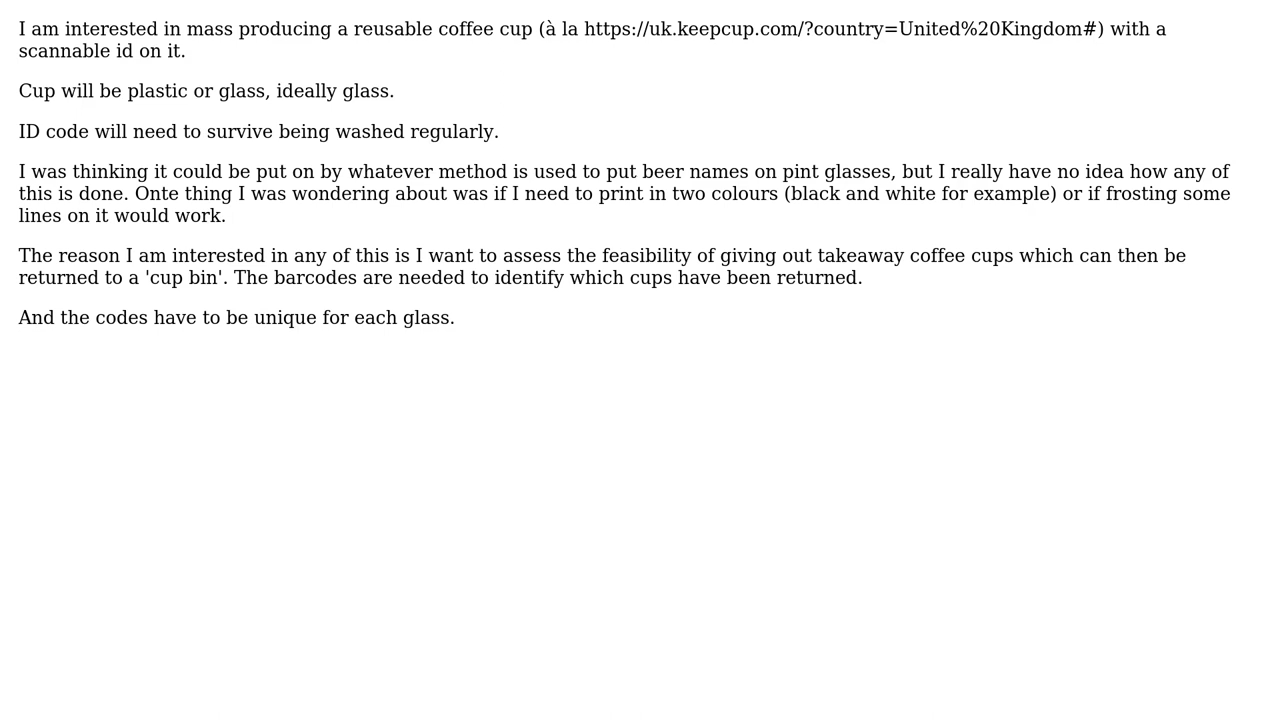 I am interested in mass producing a reusable coffee cup (à la https://uk.keepcup.com/?country=United%20Kingdom#) with a
scannable id on it.
Cup will be plastic or glass, ideally glass.
ID code will need to survive being washed regularly.
I was thinking it could be put on by whatever method is used to put beer names on pint glasses, but I really have no idea how any of
this is done. Onte thing I was wondering about was if I need to print in two colours (black and white for example) or if frosting some
lines on it would work.
The reason I am interested in any of this is I want to assess the feasibility of giving out takeaway coffee cups which can then be
returned to a 'cup bin'. The barcodes are needed to identify which cups have been returned.
And the codes have to be unique for each glass.